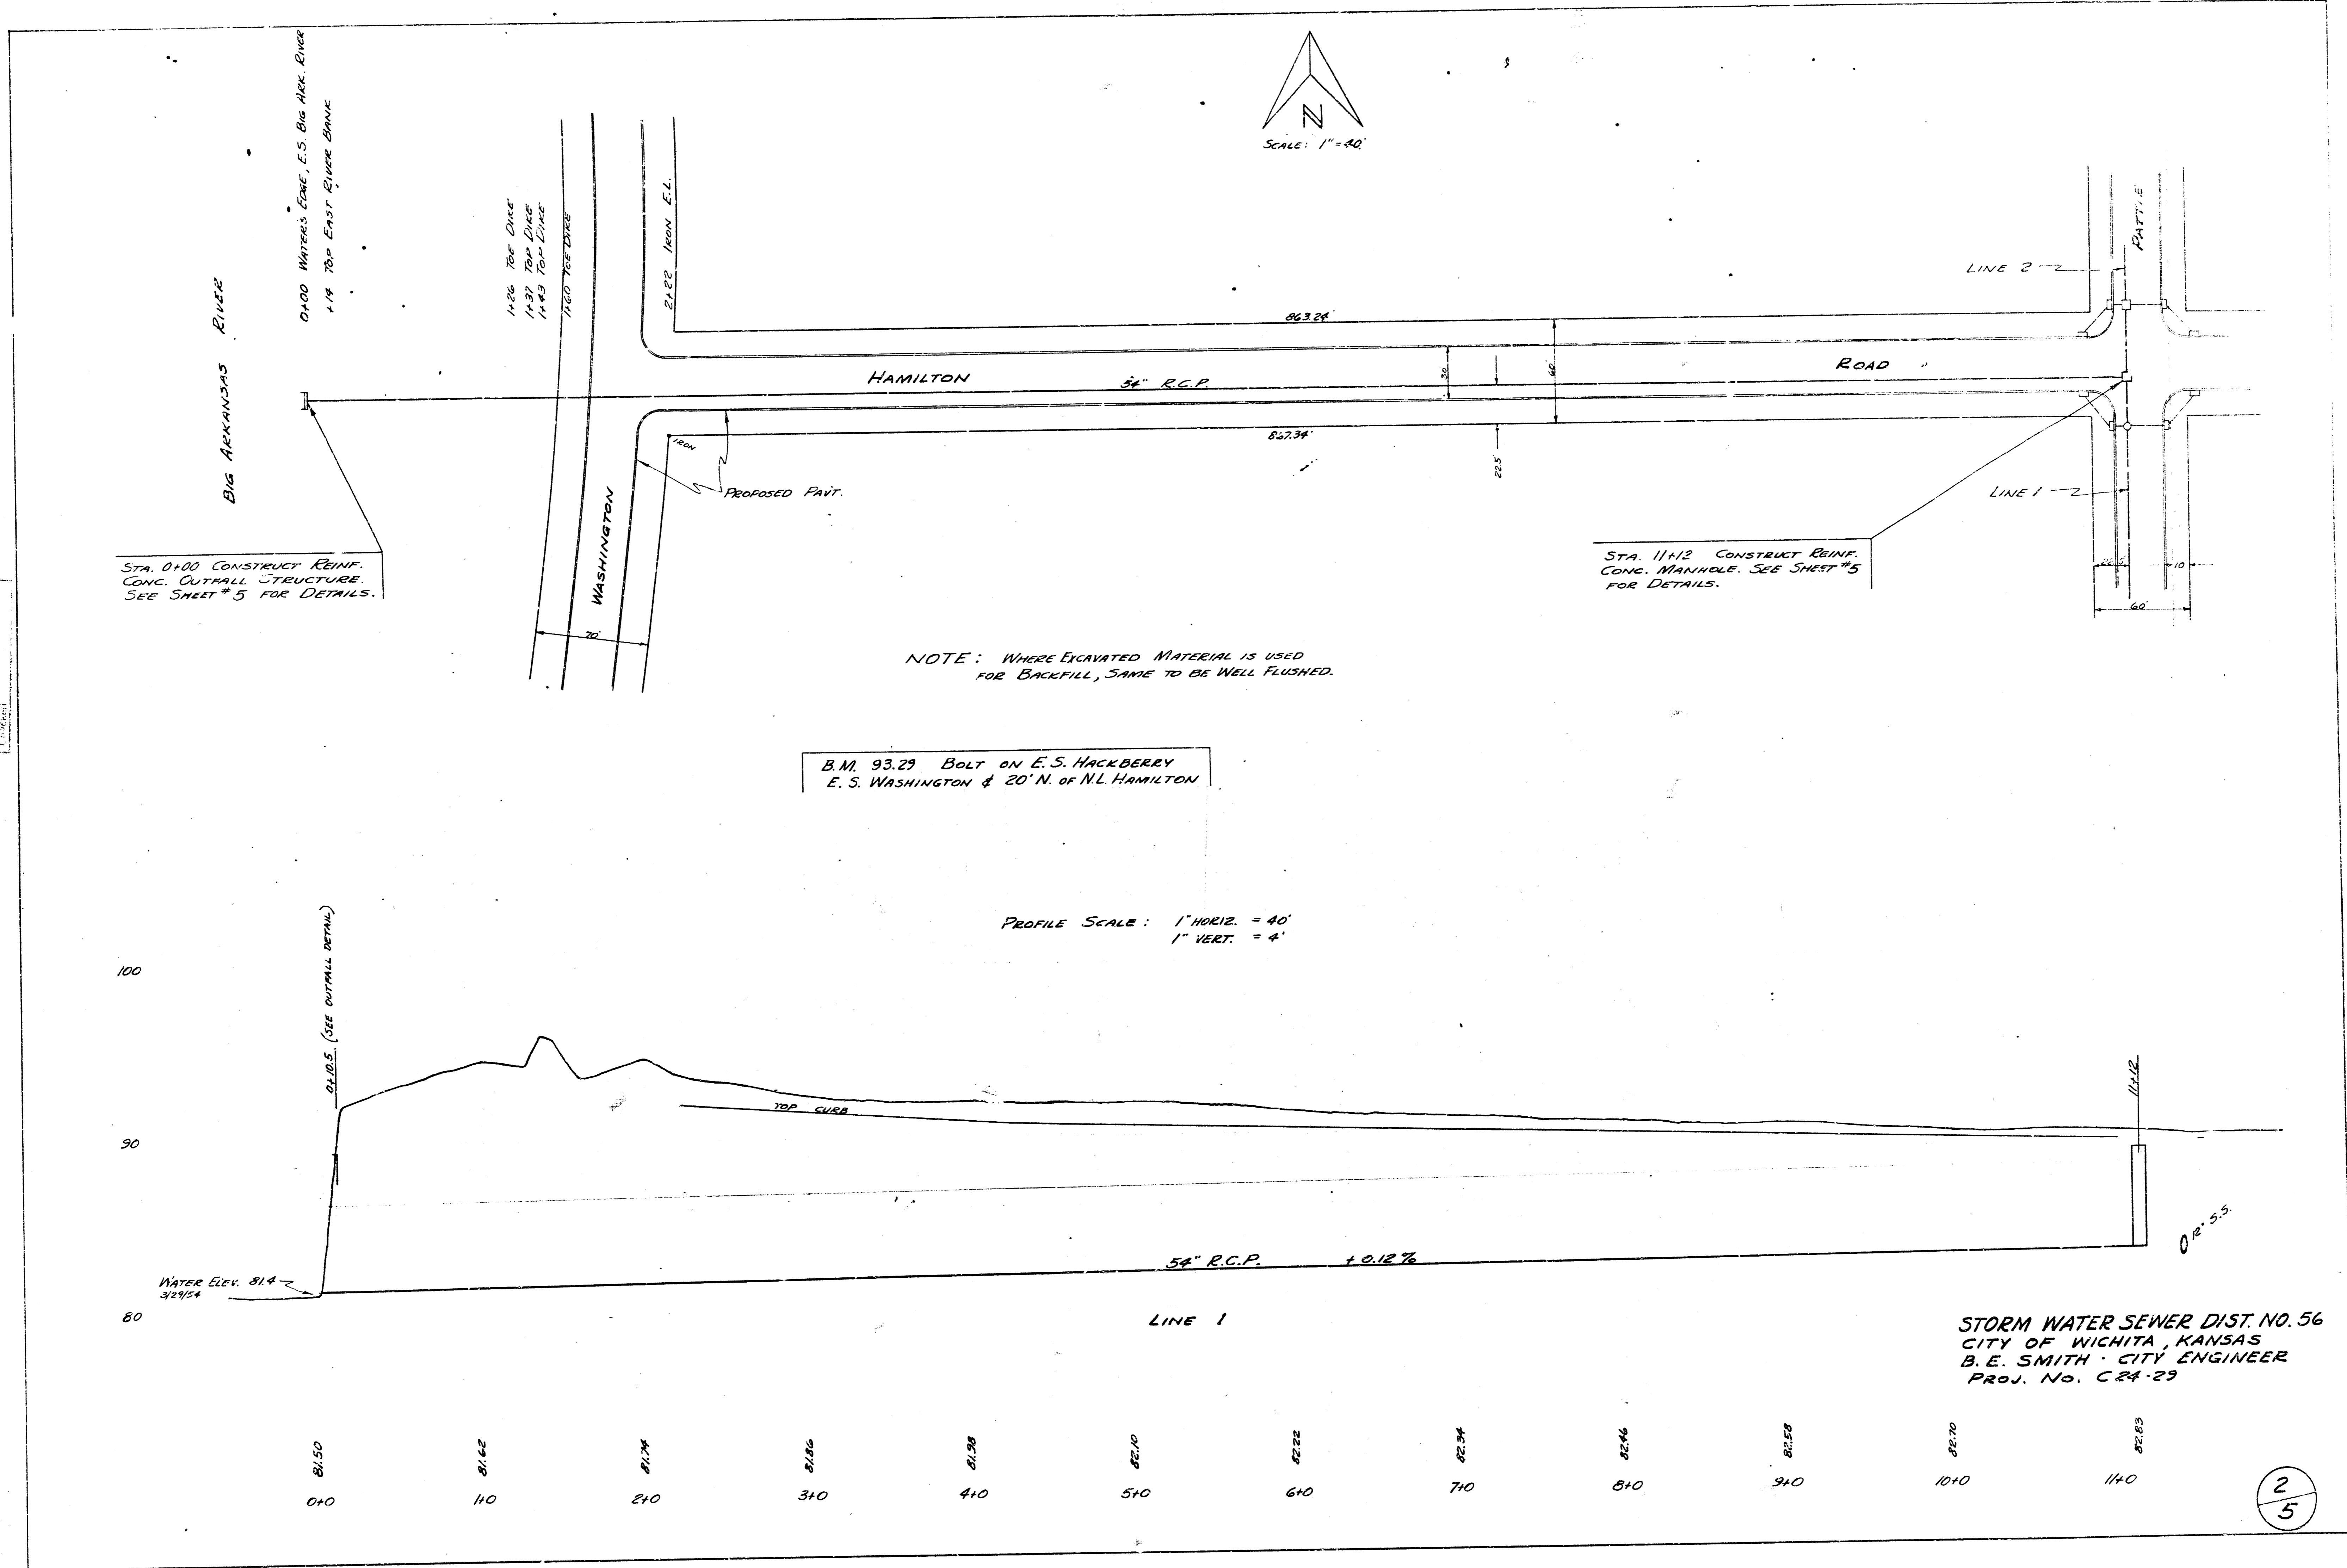 0+00 WATER'S EDGE, E.S. BIG ARK. RIVER
+14 TOP EAST RIVER BANK
BIG ARKANSAS RIVER
1+26 TOE DIKE
1+37 TOP DIKE
1+43 TOP DIKE
1+60 TOE DIKE
2+22 IRON E.L.
N
SCALE: 1"=40'
PATTIE
LINE 2
863.24'
HAMILTON
54" R.C.P.
30'
60'
ROAD
IRON
867.34'
22.5
PROPOSED PAV'T.
LINE 1
WASHINGTON
70'
STA. 0+00 CONSTRUCT REINF.
CONC. OUTFALL STRUCTURE.
SEE SHEET #5 FOR DETAILS.
STA. 11+12 CONSTRUCT REINF.
CONC. MANHOLE. SEE SHEET #5
FOR DETAILS.
10
60'
NOTE: WHERE EXCAVATED MATERIAL IS USED
FOR BACKFILL, SAME TO BE WELL FLUSHED.
B.M. 93.29 BOLT ON E.S. HACKBERRY
E.S. WASHINGTON & 20' N. OF N.L. HAMILTON
PROFILE SCALE: 1" HORIZ. = 40'
1" VERT. = 4'
100
0+10.5 (SEE OUTFALL DETAIL)
11+12
TOP CURB
90
54" R.C.P. +0.12%
12" S.S.
WATER ELEV. 81.4
3/29/54
80
LINE 1
STORM WATER SEWER DIST. NO. 56
CITY OF WICHITA, KANSAS
B. E. SMITH - CITY ENGINEER
PROJ. NO. C24-29
81.50 81.62 81.74 81.86 81.98 82.10 82.22 82.34 82.46 82.58 82.70 82.83
0+0 1+0 2+0 3+0 4+0 5+0 6+0 7+0 8+0 9+0 10+0 11+0
2
5